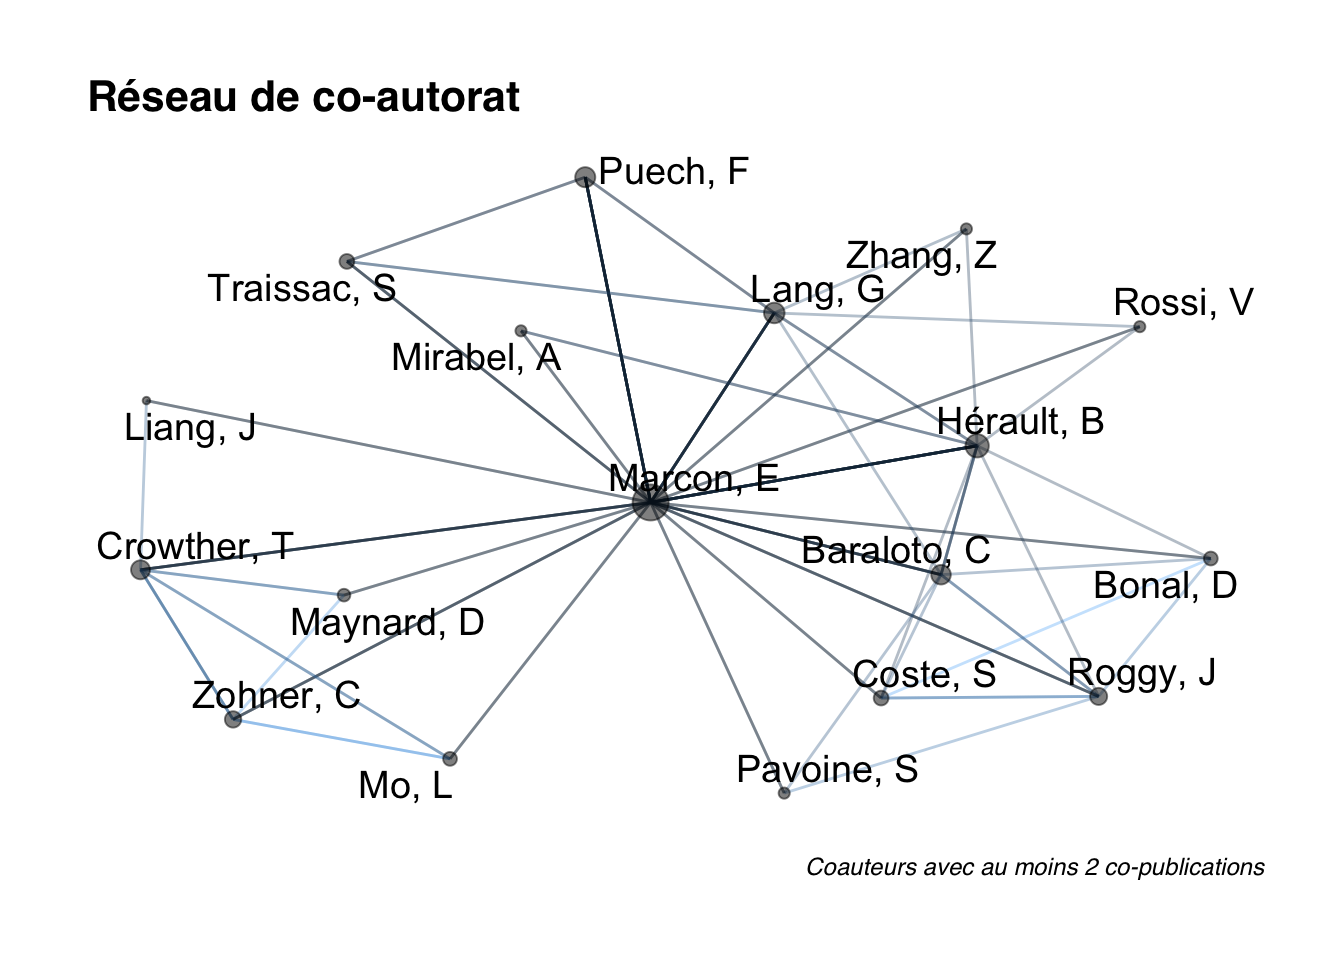 Réseau de co-autorat
Puech, F
Zhang, Z
Traissac, S
Lang, G
Rossi, V
Mirabel, A
Liang, J
Hérault, B
Marcon, E
Crowther, T
Baraloto, C
Bonal, D
Maynard, D
Zohner, C
Coste, S
Roggy, J
Mo, L
Pavoine, S
Coauteurs avec au moins 2 co-publications